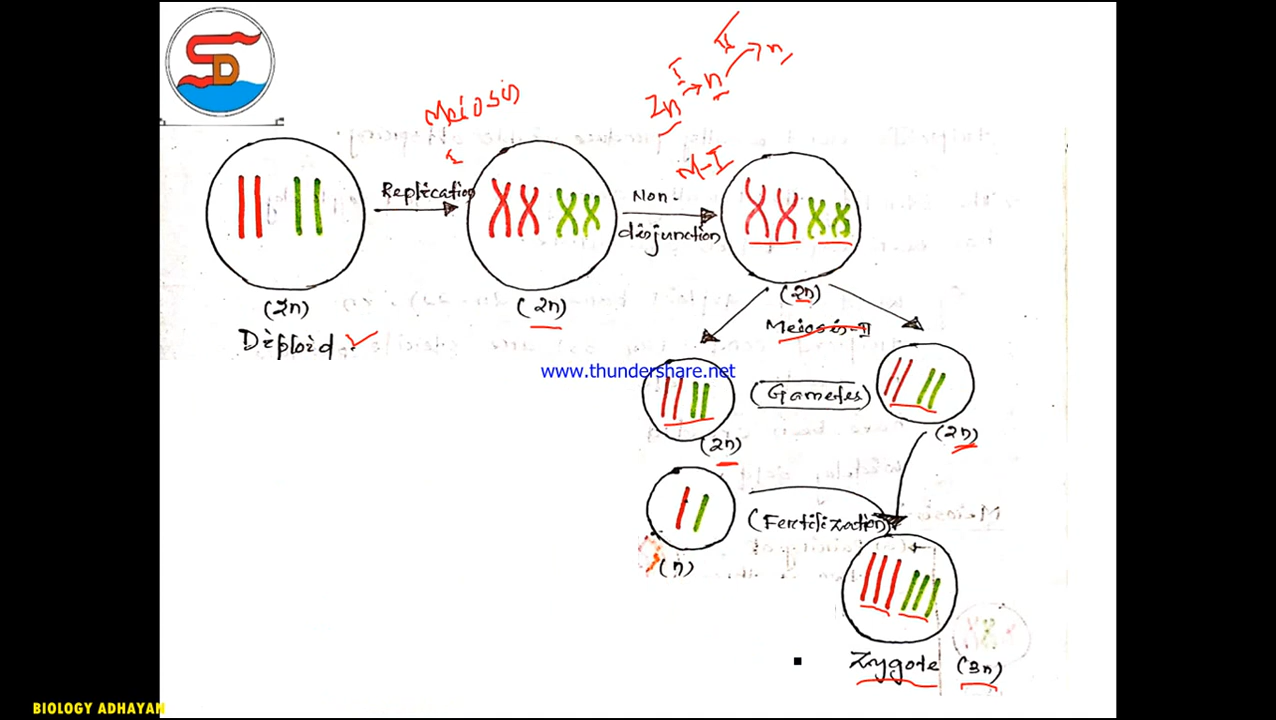 SD
Meiosis
I
2n → n → n
I
II
M-I
Replication
Non-
disjunction
(2n)
Diploid
(2n)
(2n)
Meiosis-II
www.thundershare.net
(Gametes)
(2n)
(2n)
(Fertilization)
(n)
Zygote (3n)
BIOLOGY ADHAYAN